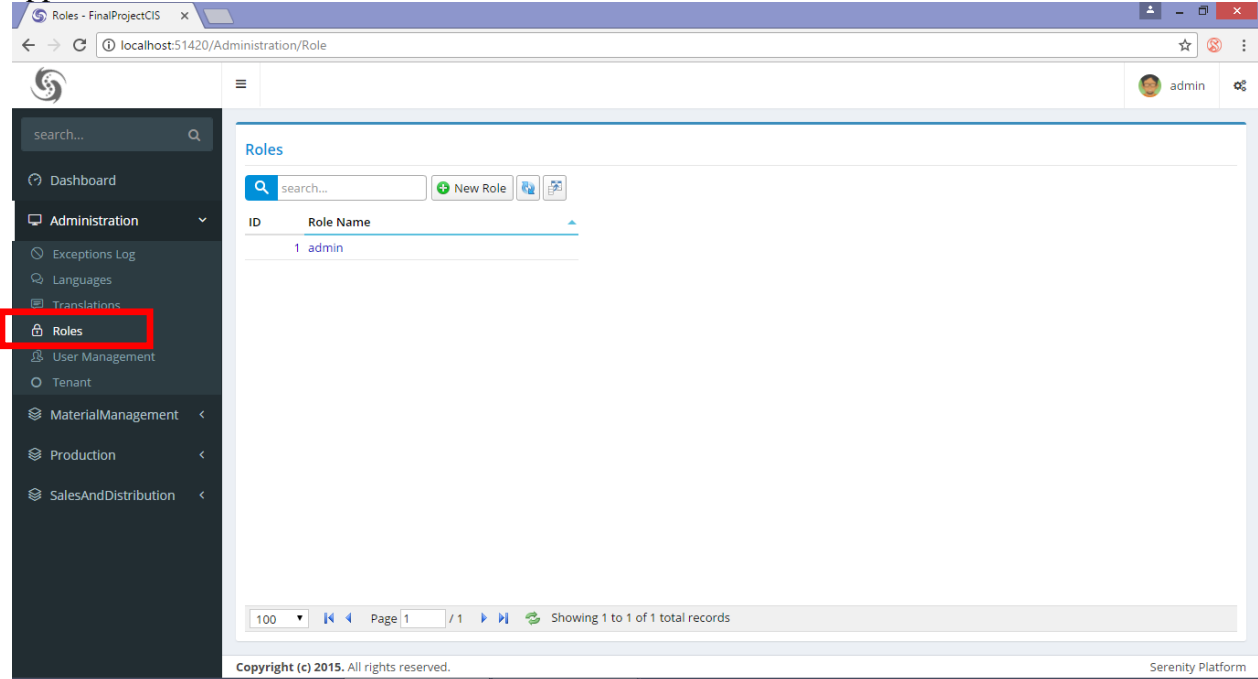 Roles - FinalProjectCIS
localhost:51420/Administration/Role
admin
search...
Dashboard
Administration
Exceptions Log
Languages
Translations
Roles
User Management
Tenant
MaterialManagement
Production
SalesAndDistribution
Roles
search... New Role
ID Role Name
1 admin
100 Page 1 / 1 Showing 1 to 1 of 1 total records
Copyright (c) 2015. All rights reserved. Serenity Platform